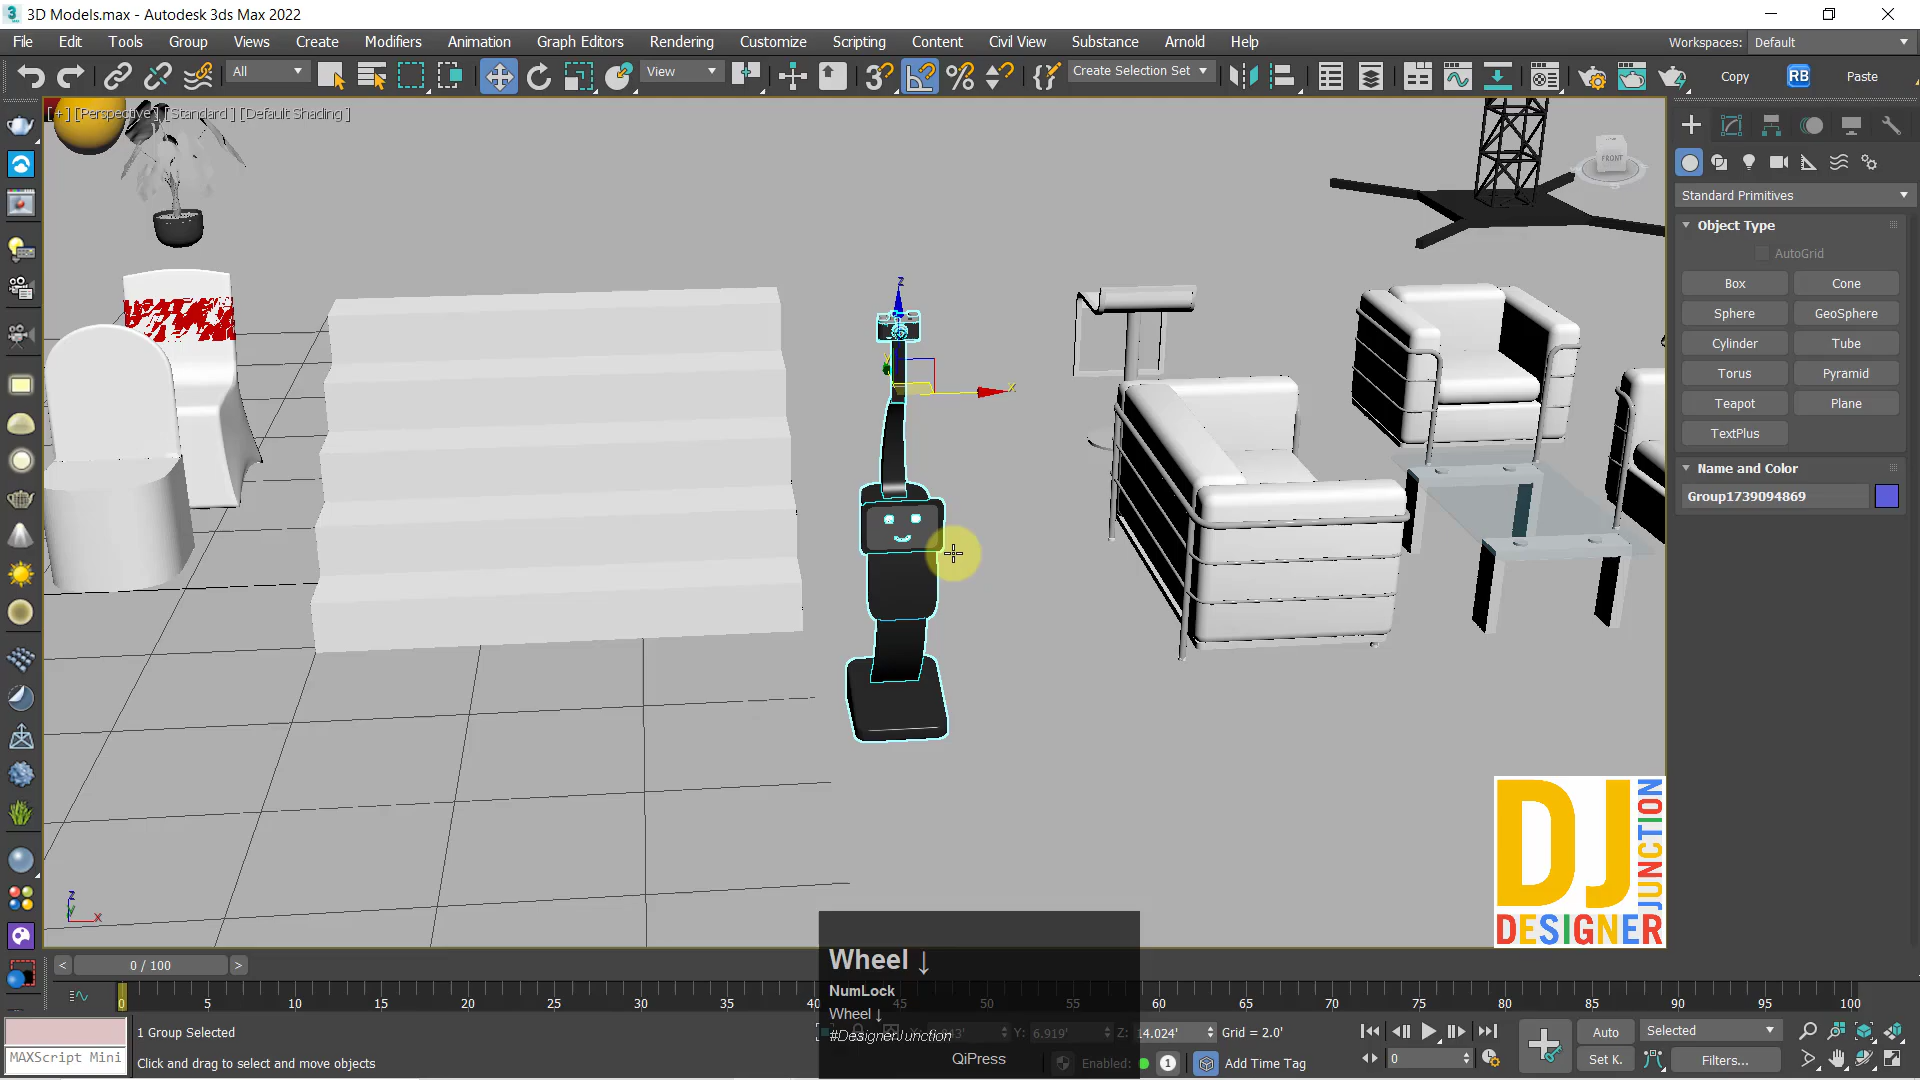 3D Models.max - Autodesk 3ds Max 2022
File Edit Tools Group Views Create Modifiers Animation Graph Editors Rendering Customize Scripting Content Civil View Substance Arnold Help
Workspaces: Default
All
View
Create Selection Set
Copy
RB
Paste
[+] [Perspective] [Standard] [Default Shading]
FRONT
Standard Primitives
Object Type
AutoGrid
Box Cone
Sphere GeoSphere
Cylinder Tube
Torus Pyramid
Teapot Plane
TextPlus
Name and Color
Group1739094869
z
x
z
x
DJ
JUNCTION
DESIGNER
Wheel ↓
NumLock
Wheel ↓
#DesignerJunction
QiPress
< 0 / 100 >
0 5 10 15 20 25 30 35 40 45 50 55 60 65 70 75 80 85 90 95 100
1 Group Selected
MAXScript Mini
Click and drag to select and move objects
Y: 6.919' Z: 14.024' Grid = 2.0'
Enabled: 1 Add Time Tag
0
Auto Selected
Set K. Filters...